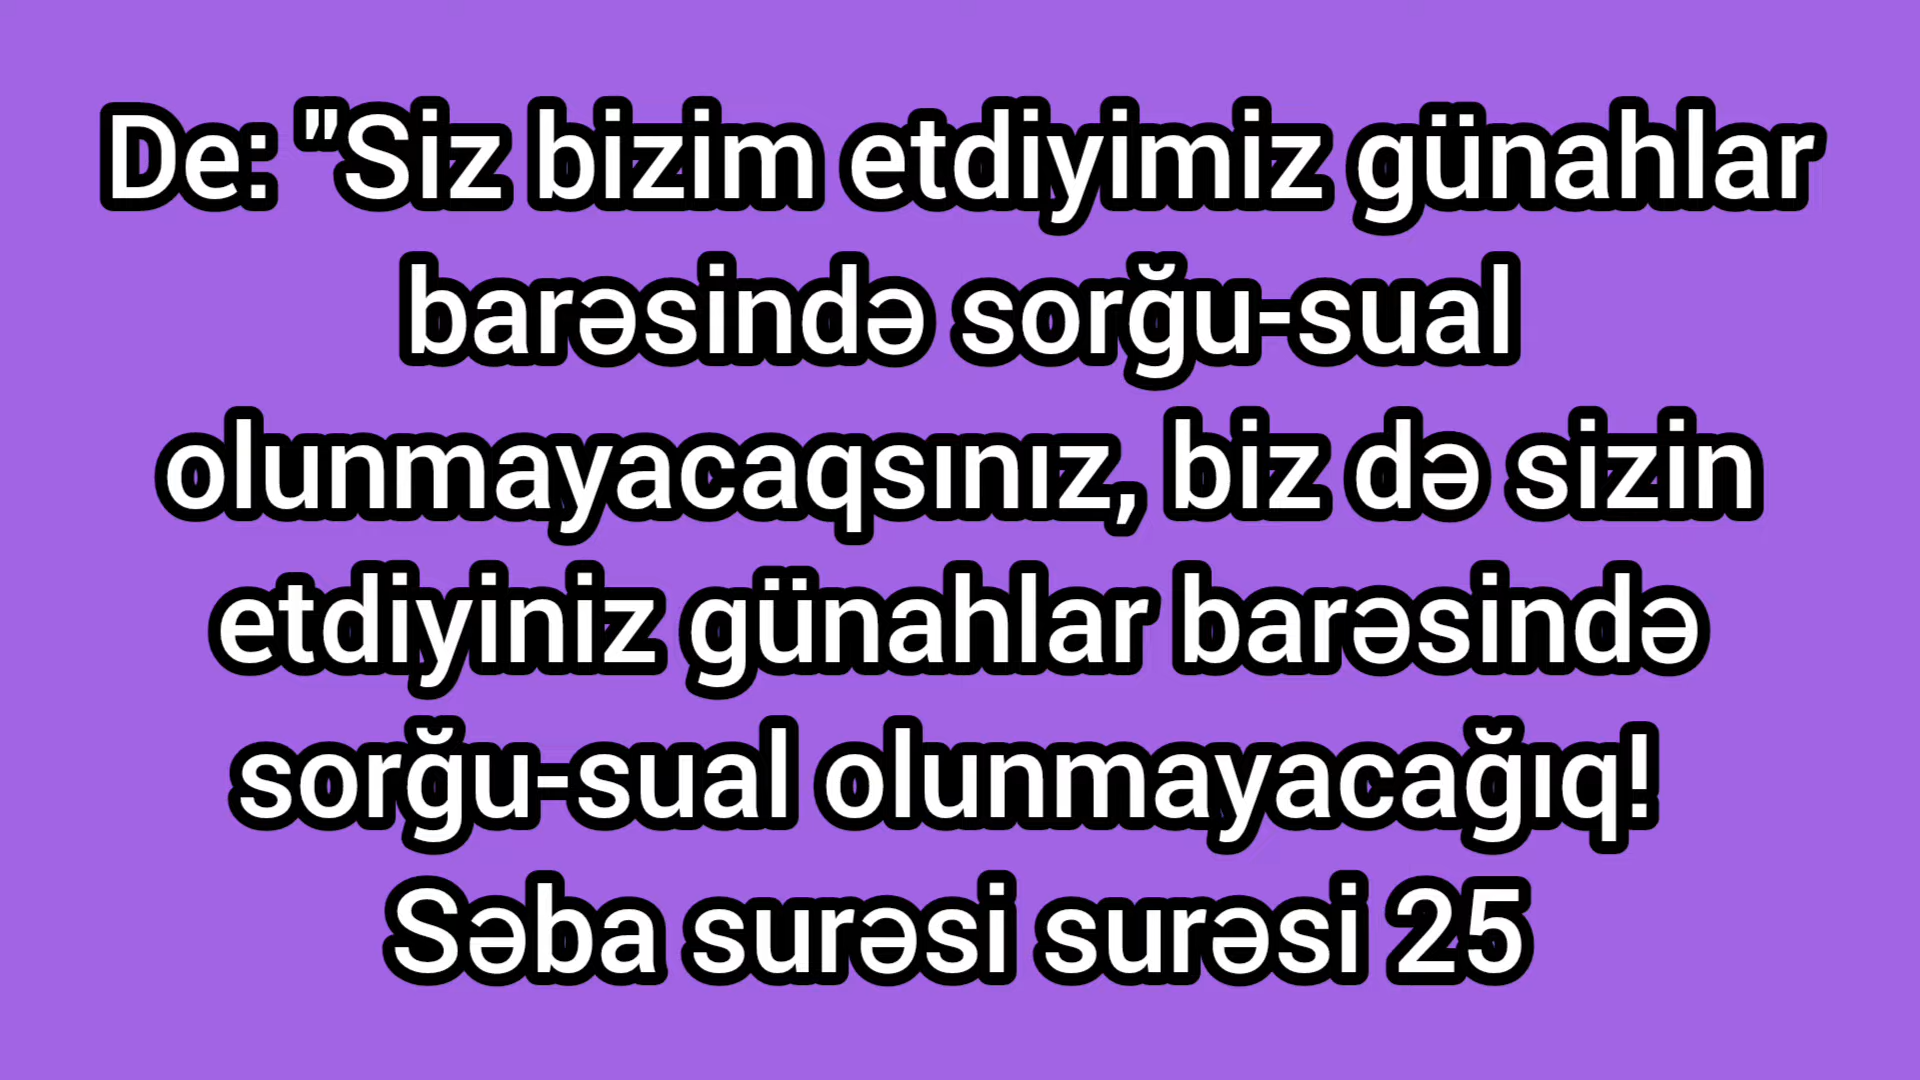 De: "Siz bizim etdiyimiz günahlar
barəsində sorğu-sual
olunmayacaqsınız, biz də sizin
etdiyiniz günahlar barəsində
sorğu-sual olunmayacağıq!
Səba surəsi surəsi 25